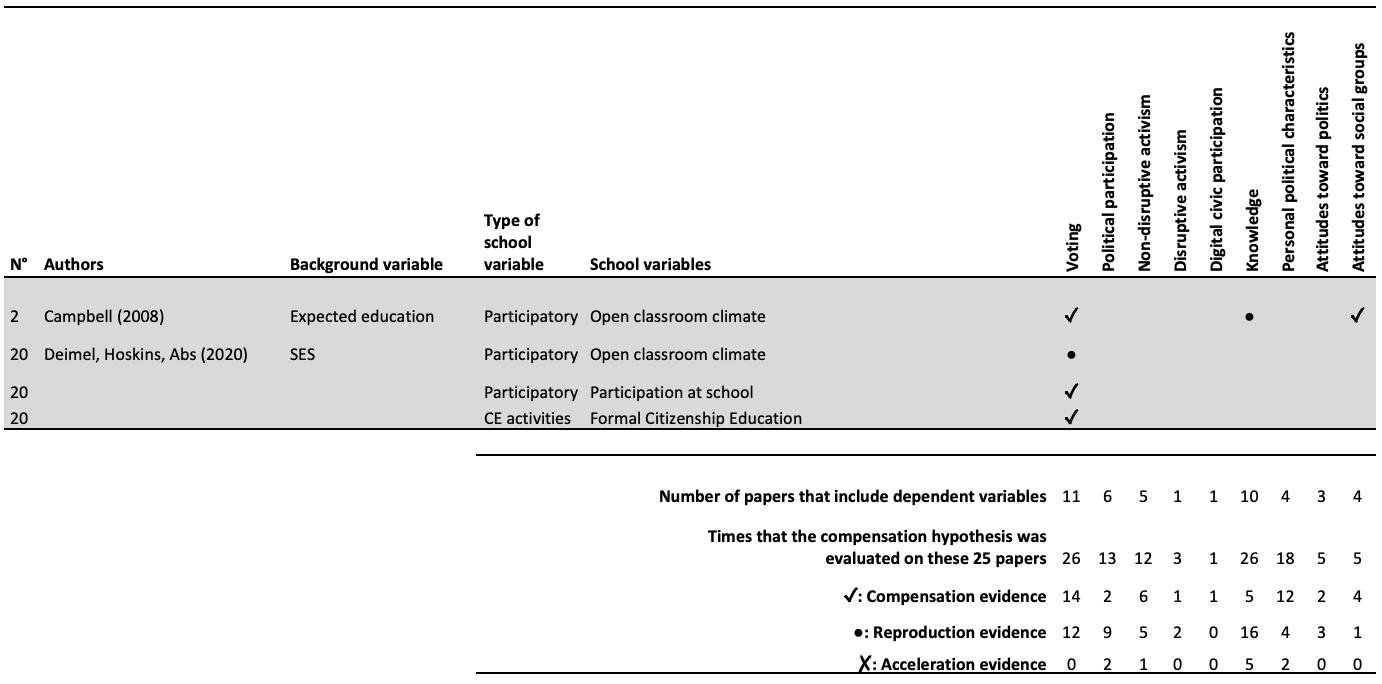 N° Authors Background variable Type of school variable School variables Voting Political participation Non-disruptive activism Disruptive activism Digital civic participation Knowledge Personal political characteristics Attitudes toward politics Attitudes toward social groups
2 Campbell (2008) Expected education Participatory Open classroom climate ✓ • ✓
20 Deimel, Hoskins, Abs (2020) SES Participatory Open classroom climate •
20 Participatory Participation at school ✓
20 CE activities Formal Citizenship Education ✓
Number of papers that include dependent variables 11 6 5 1 1 10 4 3 4
Times that the compensation hypothesis was
evaluated on these 25 papers 26 13 12 3 1 26 18 5 5
✓: Compensation evidence 14 2 6 1 1 5 12 2 4
•: Reproduction evidence 12 9 5 2 0 16 4 3 1
✗: Acceleration evidence 0 2 1 0 0 5 2 0 0